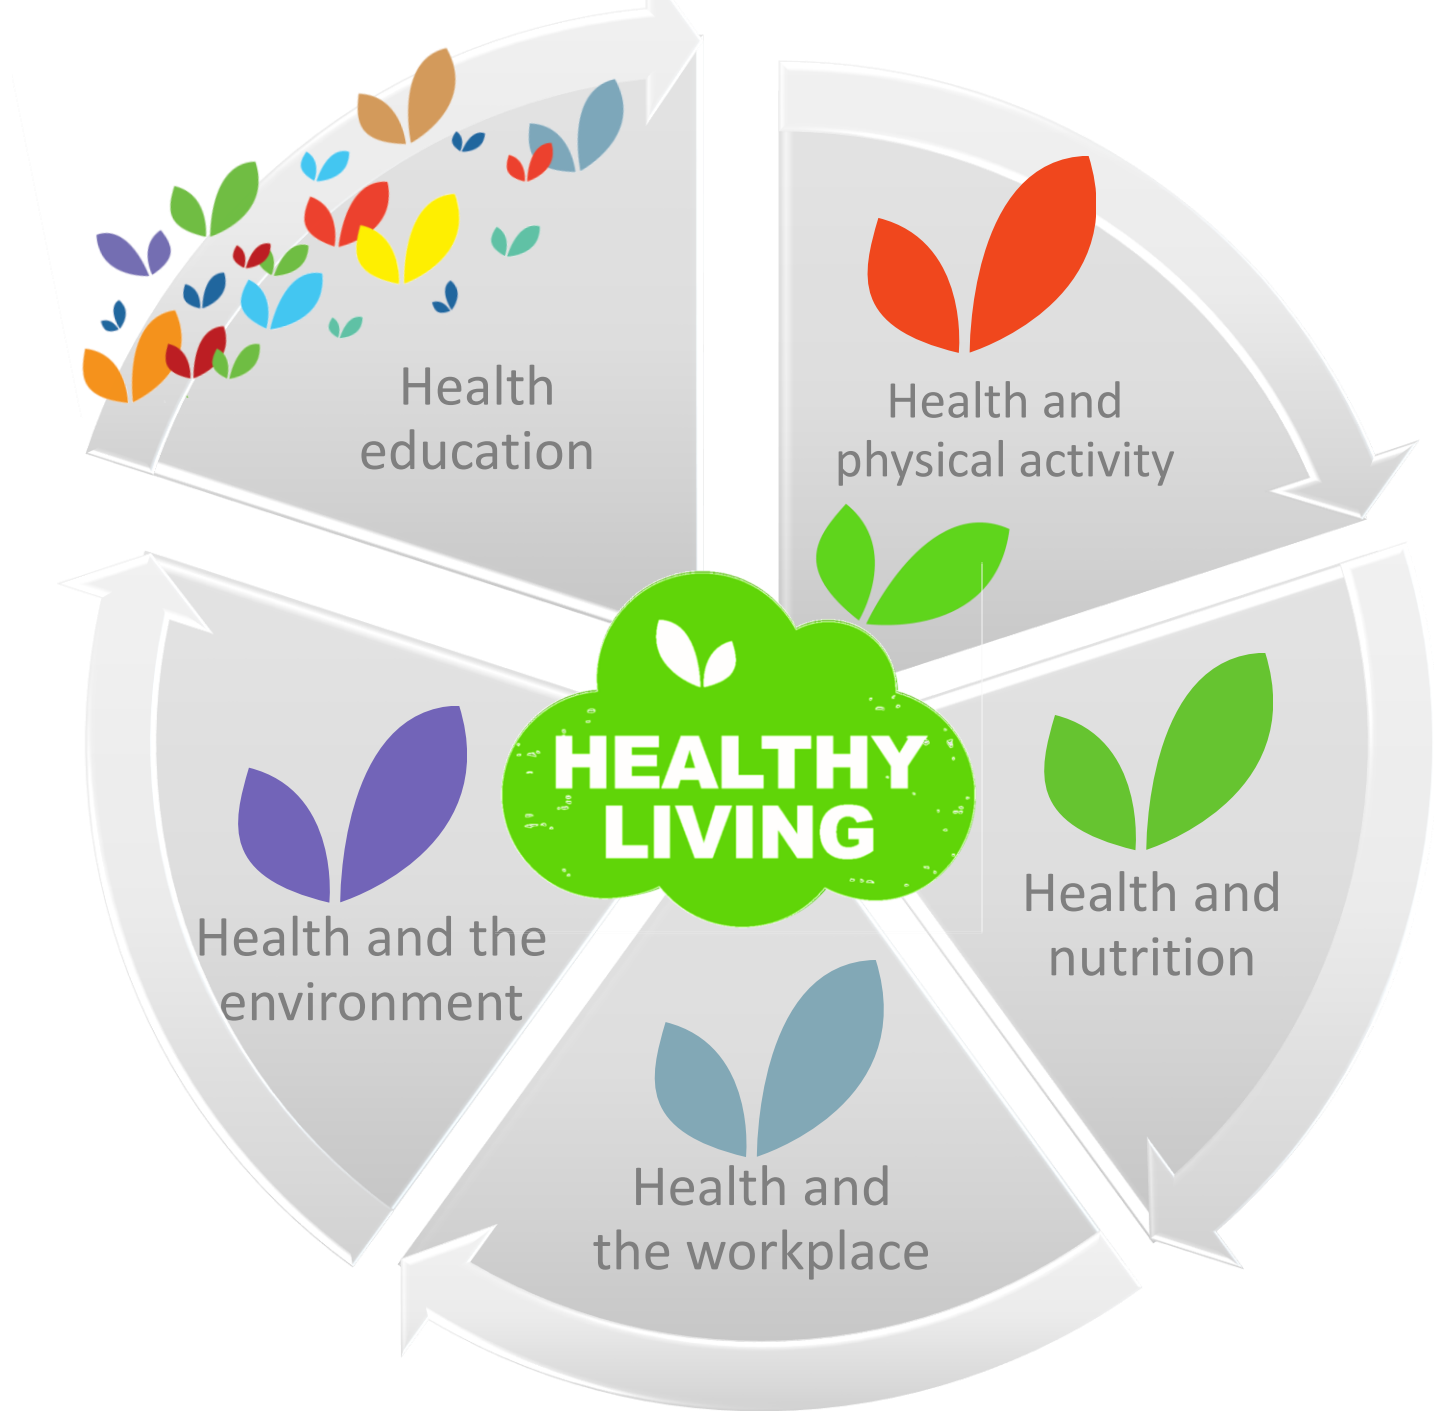 Health
education
Health and
physical activity
HEALTHY
LIVING
Health and
nutrition
Health and the
environment
Health and
the workplace